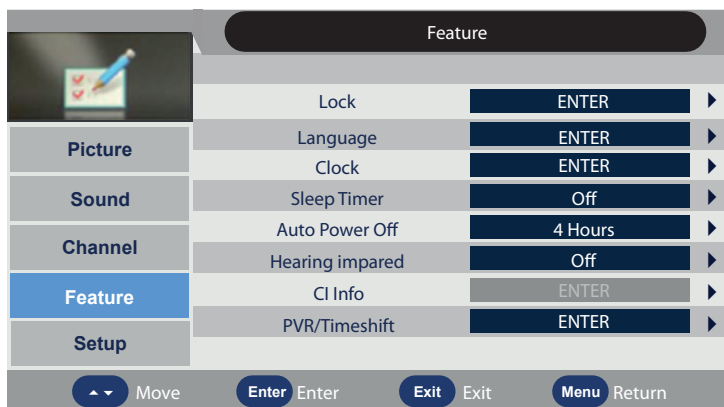 Feature
Lock ENTER
Language ENTER
Clock ENTER
Sleep Timer Off
Auto Power Off 4 Hours
Hearing impared Off
CI Info ENTER
PVR/Timeshift ENTER
Picture
Sound
Channel
Feature
Setup
Move Enter Enter Exit Exit Menu Return